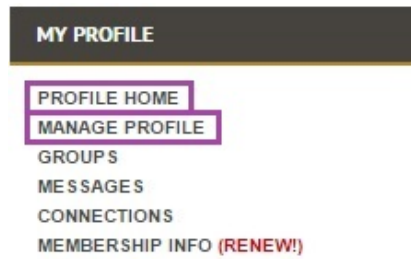 MY PROFILE
PROFILE HOME
MANAGE PROFILE
GROUPS
MESSAGES
CONNECTIONS
MEMBERSHIP INFO (RENEW!)